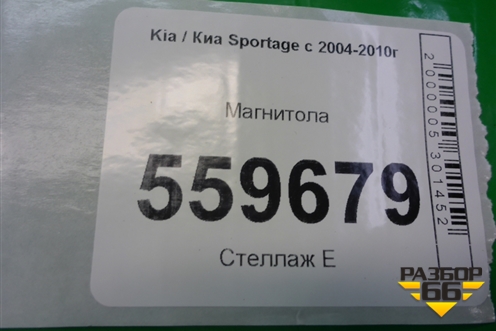 Kia / Киа Sportage с 2004-2010г
Магнитола
559679
Стеллаж Е
2000005301452
РАЗБОР
66